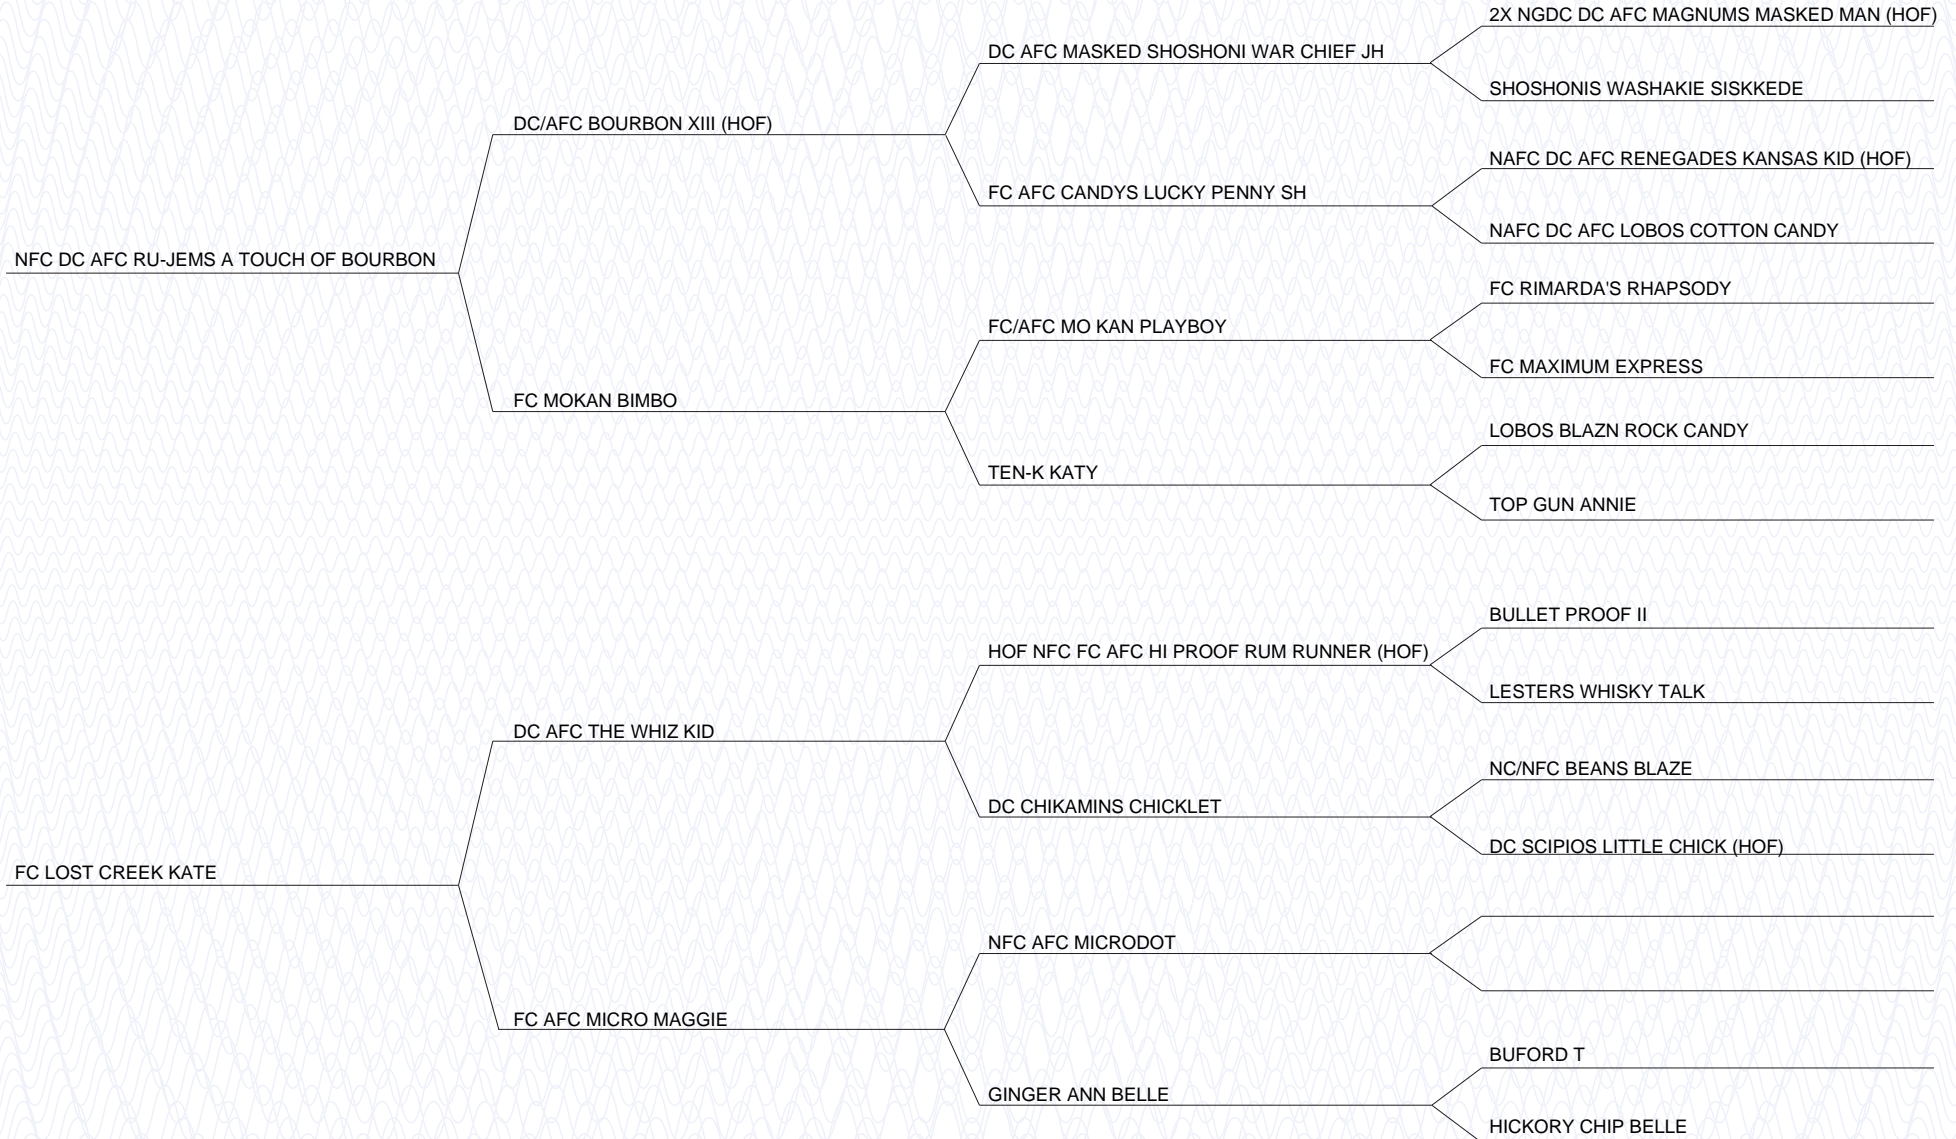 2X NGDC DC AFC MAGNUMS MASKED MAN (HOF)
DC AFC MASKED SHOSHONI WAR CHIEF JH
SHOSHONIS WASHAKIE SISKKEDE
DC/AFC BOURBON XIII (HOF)
NAFC DC AFC RENEGADES KANSAS KID (HOF)
FC AFC CANDYS LUCKY PENNY SH
NAFC DC AFC LOBOS COTTON CANDY
NFC DC AFC RU-JEMS A TOUCH OF BOURBON
FC RIMARDA'S RHAPSODY
FC/AFC MO KAN PLAYBOY
FC MAXIMUM EXPRESS
FC MOKAN BIMBO
LOBOS BLAZN ROCK CANDY
TEN-K KATY
TOP GUN ANNIE
BULLET PROOF II
HOF NFC FC AFC HI PROOF RUM RUNNER (HOF)
LESTERS WHISKY TALK
DC AFC THE WHIZ KID
NC/NFC BEANS BLAZE
DC CHIKAMINS CHICKLET
DC SCIPIOS LITTLE CHICK (HOF)
FC LOST CREEK KATE
NFC AFC MICRODOT
FC AFC MICRO MAGGIE
BUFORD T
GINGER ANN BELLE
HICKORY CHIP BELLE